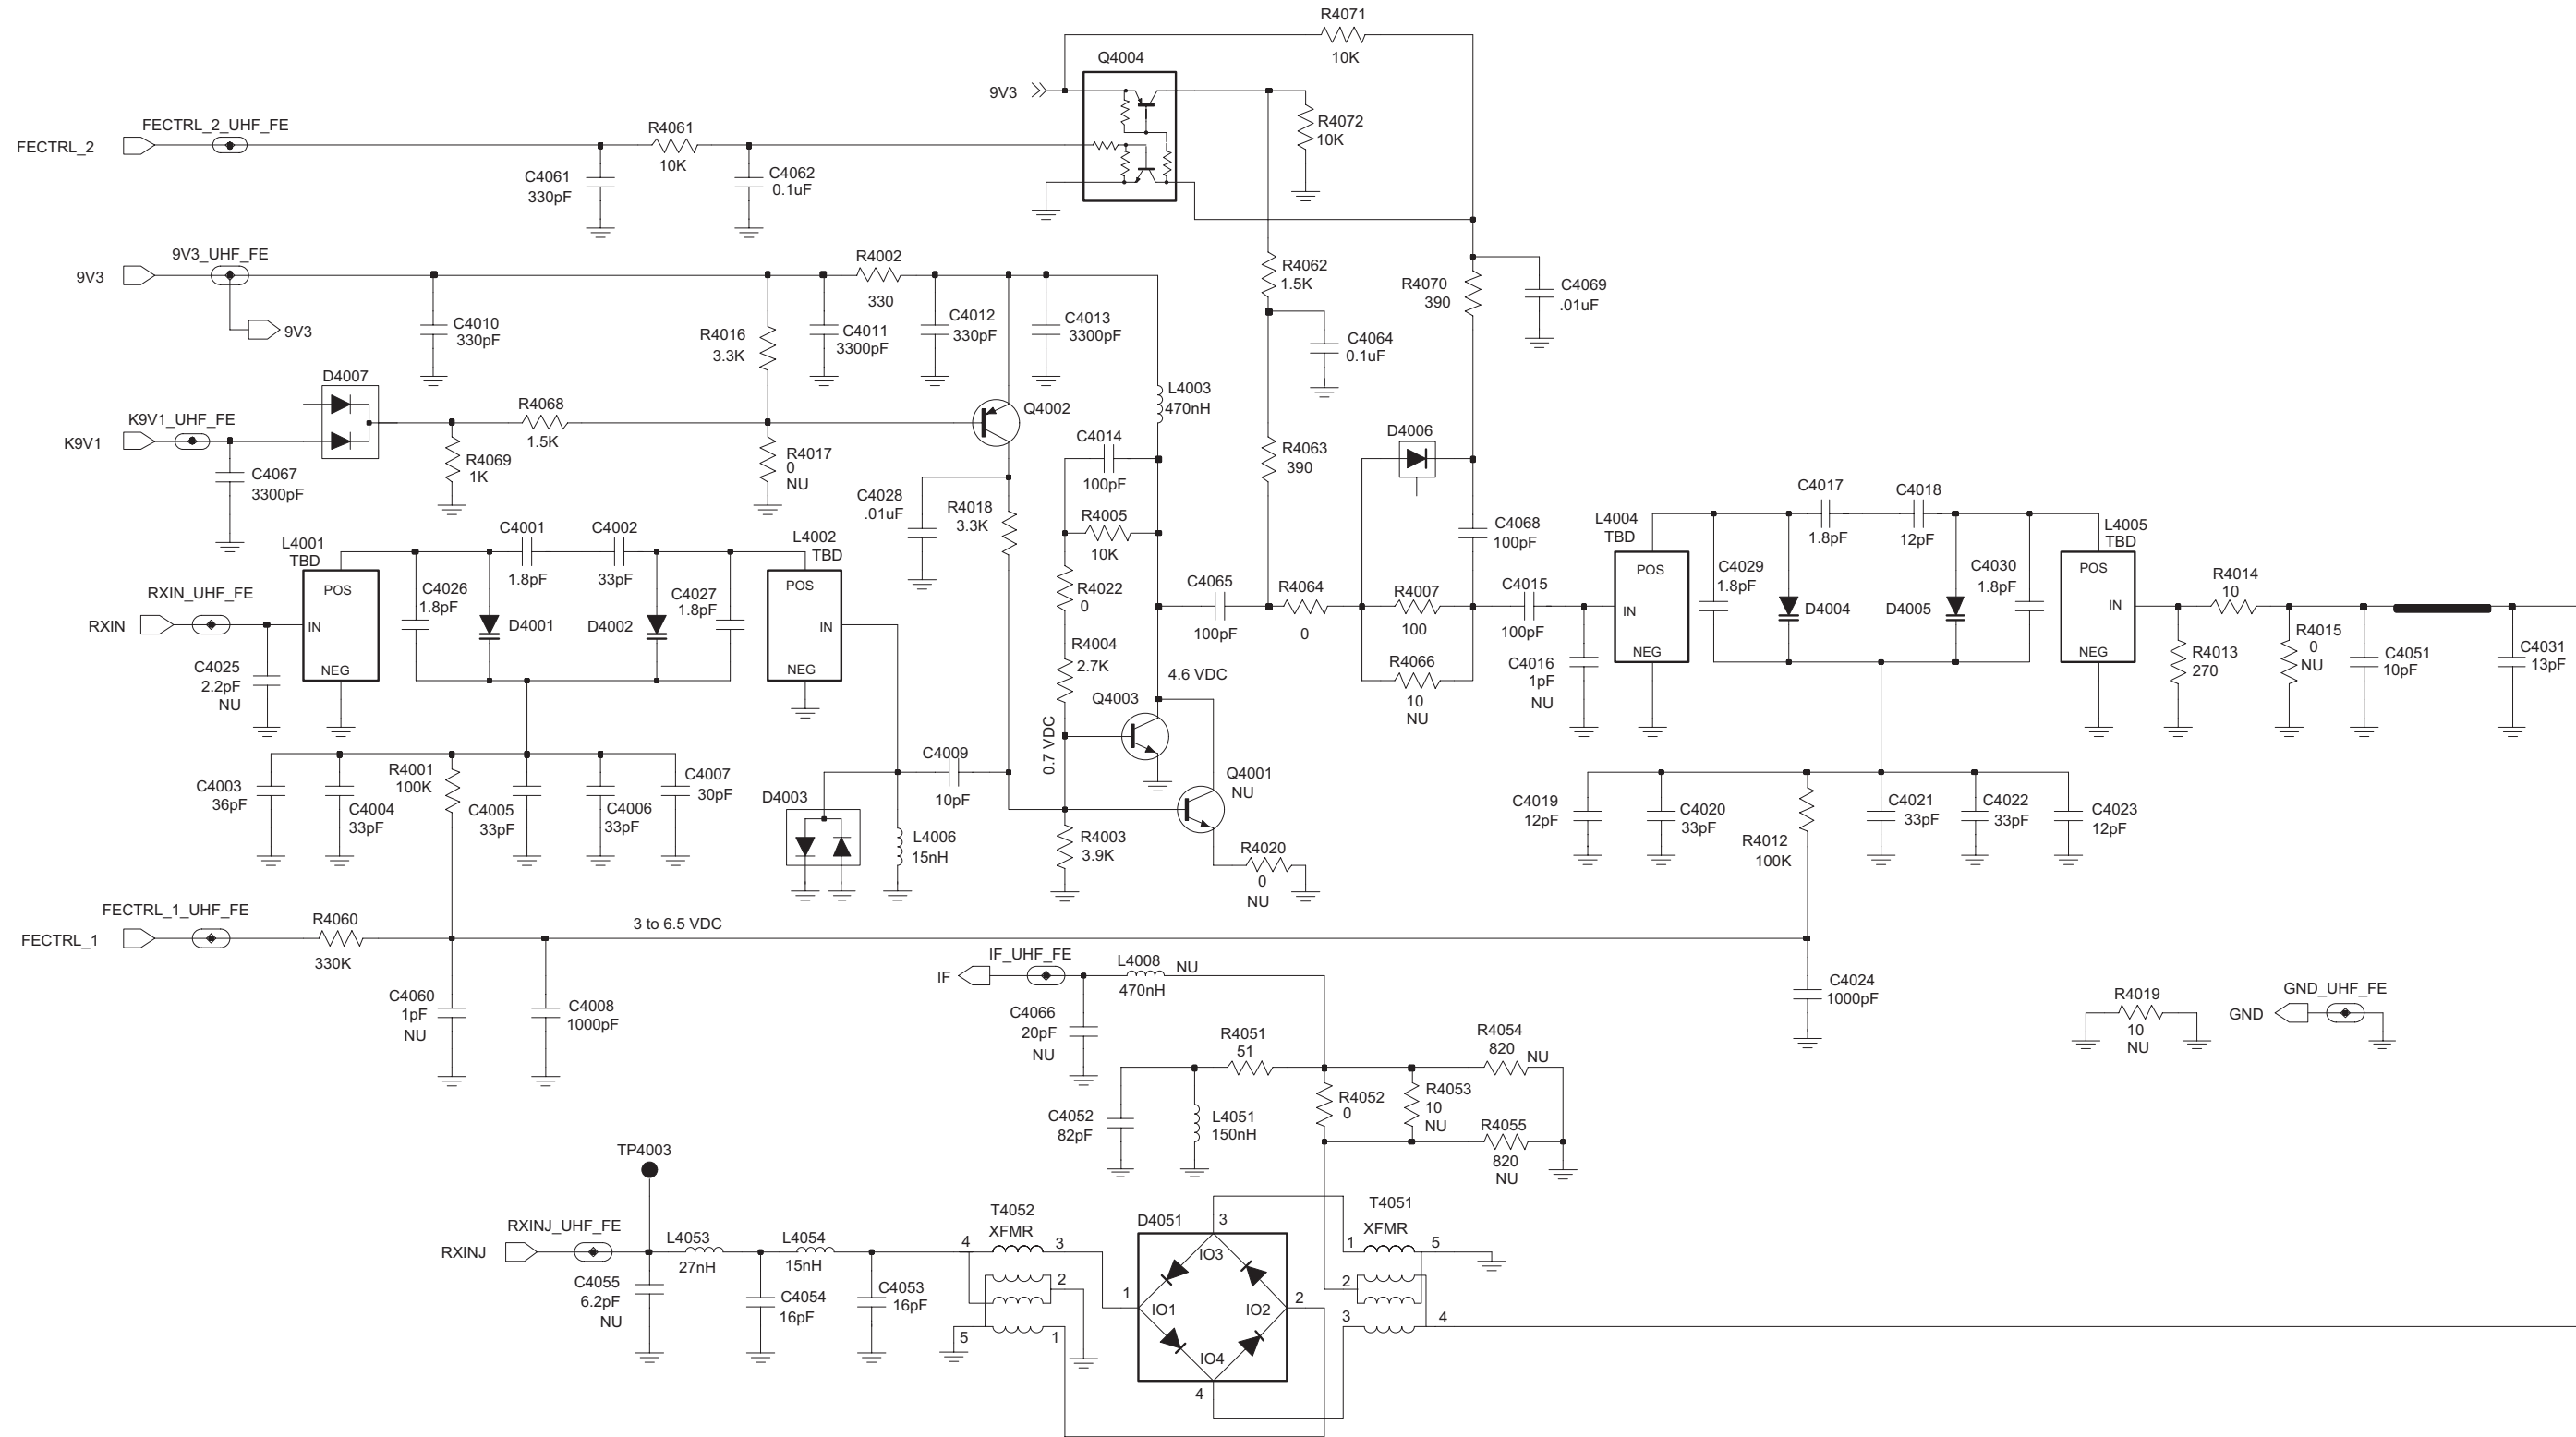 R4071
10K
Q4004
9V3
R4072
10K
FECTRL_2_UHF_FE
FECTRL_2
R4061
10K
C4061
330pF
C4062
0.1uF
9V3_UHF_FE
9V3
9V3
R4002
330
C4010
330pF
R4016
3.3K
C4011
3300pF
C4012
330pF
C4013
3300pF
R4062
1.5K
R4070
390
C4069
.01uF
C4064
0.1uF
D4007
K9V1_UHF_FE
K9V1
C4067
3300pF
R4068
1.5K
R4069
1K
R4017
0
NU
Q4002
L4003
470nH
C4014
100pF
R4063
390
D4006
C4028
.01uF
R4018
3.3K
R4005
10K
C4068
100pF
R4022
0
R4004
2.7K
C4065
100pF
R4064
0
R4007
100
R4066
10
NU
C4015
100pF
C4016
1pF
NU
L4001
TBD
POS
IN
NEG
C4001
1.8pF
C4002
33pF
L4002
TBD
POS
IN
NEG
RXIN_UHF_FE
RXIN
C4025
2.2pF
NU
C4026
1.8pF
D4001
D4002
C4027
1.8pF
L4004
TBD
POS
IN
NEG
C4017
1.8pF
C4018
12pF
L4005
TBD
POS
IN
NEG
C4029
1.8pF
D4004
D4005
C4030
1.8pF
R4014
10
R4013
270
R4015
0
NU
C4051
10pF
C4031
13pF
4.6 VDC
Q4003
0.7 VDC
Q4001
NU
C4003
36pF
C4004
33pF
R4001
100K
C4005
33pF
C4006
33pF
C4007
30pF
C4009
10pF
D4003
L4006
15nH
R4003
3.9K
R4020
0
NU
C4019
12pF
C4020
33pF
R4012
100K
C4021
33pF
C4022
33pF
C4023
12pF
FECTRL_1_UHF_FE
FECTRL_1
R4060
330K
3 to 6.5 VDC
C4060
1pF
NU
C4008
1000pF
IF_UHF_FE
IF
L4008
NU
470nH
C4066
20pF
NU
C4024
1000pF
R4019
10
NU
GND_UHF_FE
GND
R4051
51
R4054
820
NU
C4052
82pF
L4051
150nH
R4052
0
R4053
10
NU
R4055
820
NU
TP4003
RXINJ_UHF_FE
RXINJ
L4053
27nH
L4054
15nH
C4055
6.2pF
NU
C4054
16pF
C4053
16pF
T4052
XFMR
4
3
2
5
1
D4051
3
IO3
1
IO1
IO2
2
IO4
4
T4051
XFMR
1
5
2
3
4